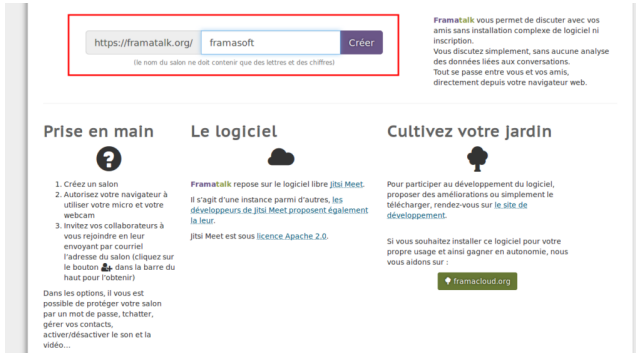 https://framatalk.org/ framasoft Créer
(le nom du salon ne doit contenir que des lettres et des chiffres)
Framatalk vous permet de discuter avec vos
amis sans installation complexe de logiciel ni
inscription.
Vous discutez simplement, sans aucune analyse
des données liées aux conversations.
Tout se passe entre vous et vos amis,
directement depuis votre navigateur web.
Prise en main
1. Créez un salon
2. Autorisez votre navigateur à
utiliser votre micro et votre
webcam
3. Invitez vos collaborateurs à
vous rejoindre en leur
envoyant par courriel
l'adresse du salon (cliquez sur
le bouton dans la barre du
haut pour l'obtenir)
Dans les options, il vous est
possible de protéger votre salon
par un mot de passe, tchatter,
gérer vos contacts,
activer/désactiver le son et la
vidéo...
Le logiciel
Framatalk repose sur le logiciel libre Jitsi Meet.
Il s'agit d'une instance parmi d'autres, les
développeurs de Jitsi Meet proposent également
la leur.
Jitsi Meet est sous licence Apache 2.0.
Cultivez votre jardin
Pour participer au développement du logiciel,
proposer des améliorations ou simplement le
télécharger, rendez-vous sur le site de
développement.
Si vous souhaitez installer ce logiciel pour votre
propre usage et ainsi gagner en autonomie, nous
vous aidons sur :
framacloud.org